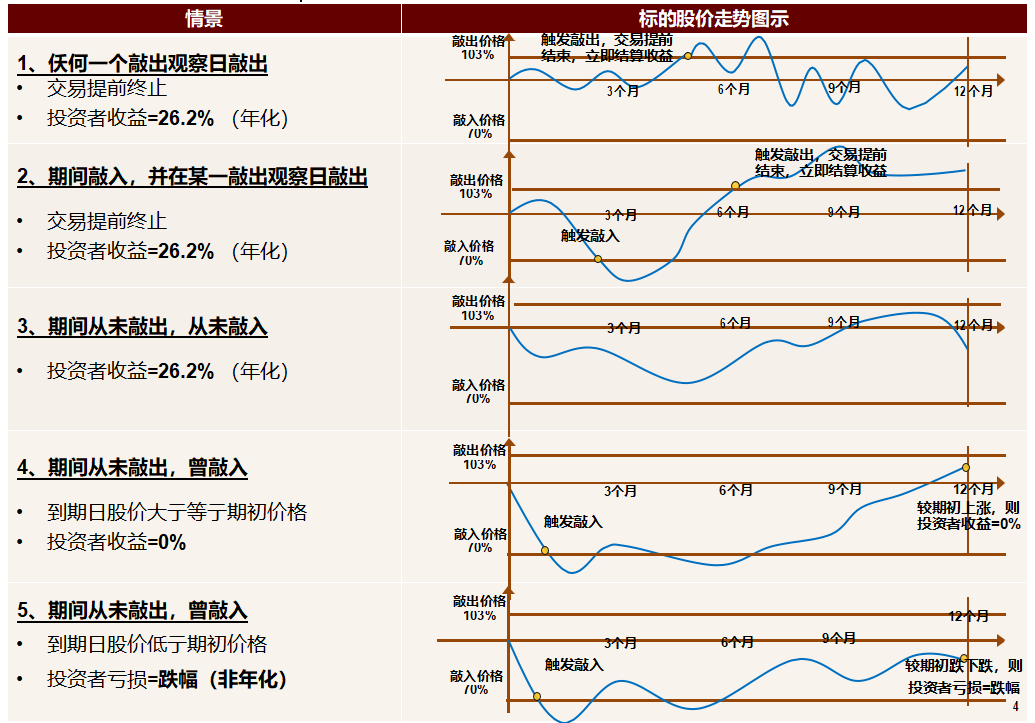 情景
标的股价走势图示
1、仸何一个敲出观察日敲出
• 交易提前终止
• 投资者收益=26.2% （年化）
敲出价格
103%
触发敲出，交易提前
结束，立即结算收益
3个月
6个月
9个月
12个月
敲入价格
70%
2、期间敲入，并在某一敲出观察日敲出
• 交易提前终止
• 投资者收益=26.2% （年化）
触发敲出，交易提前
结束，立即结算收益
敲出价格
103%
3个月
6个月
9个月
12个月
触发敲入
敲入价格
70%
3、期间从未敲出，从未敲入
• 投资者收益=26.2% （年化）
敲出价格
103%
3个月
6个月
9个月
12个月
敲入价格
70%
4、期间从未敲出，曾敲入
• 到期日股价大亍等亍期初价格
• 投资者收益=0%
敲出价格
103%
3个月
6个月
9个月
12个月
触发敲入
较期初上涨，则
投资者收益=0%
敲入价格
70%
5、期间从未敲出，曾敲入
• 到期日股价低亍期初价格
• 投资者亏损=跌幅（非年化）
敲出价格
103%
12个月
3个月
6个月
9个月
触发敲入
较期初下跌，则
投资者亏损=跌幅
敲入价格
70%
4